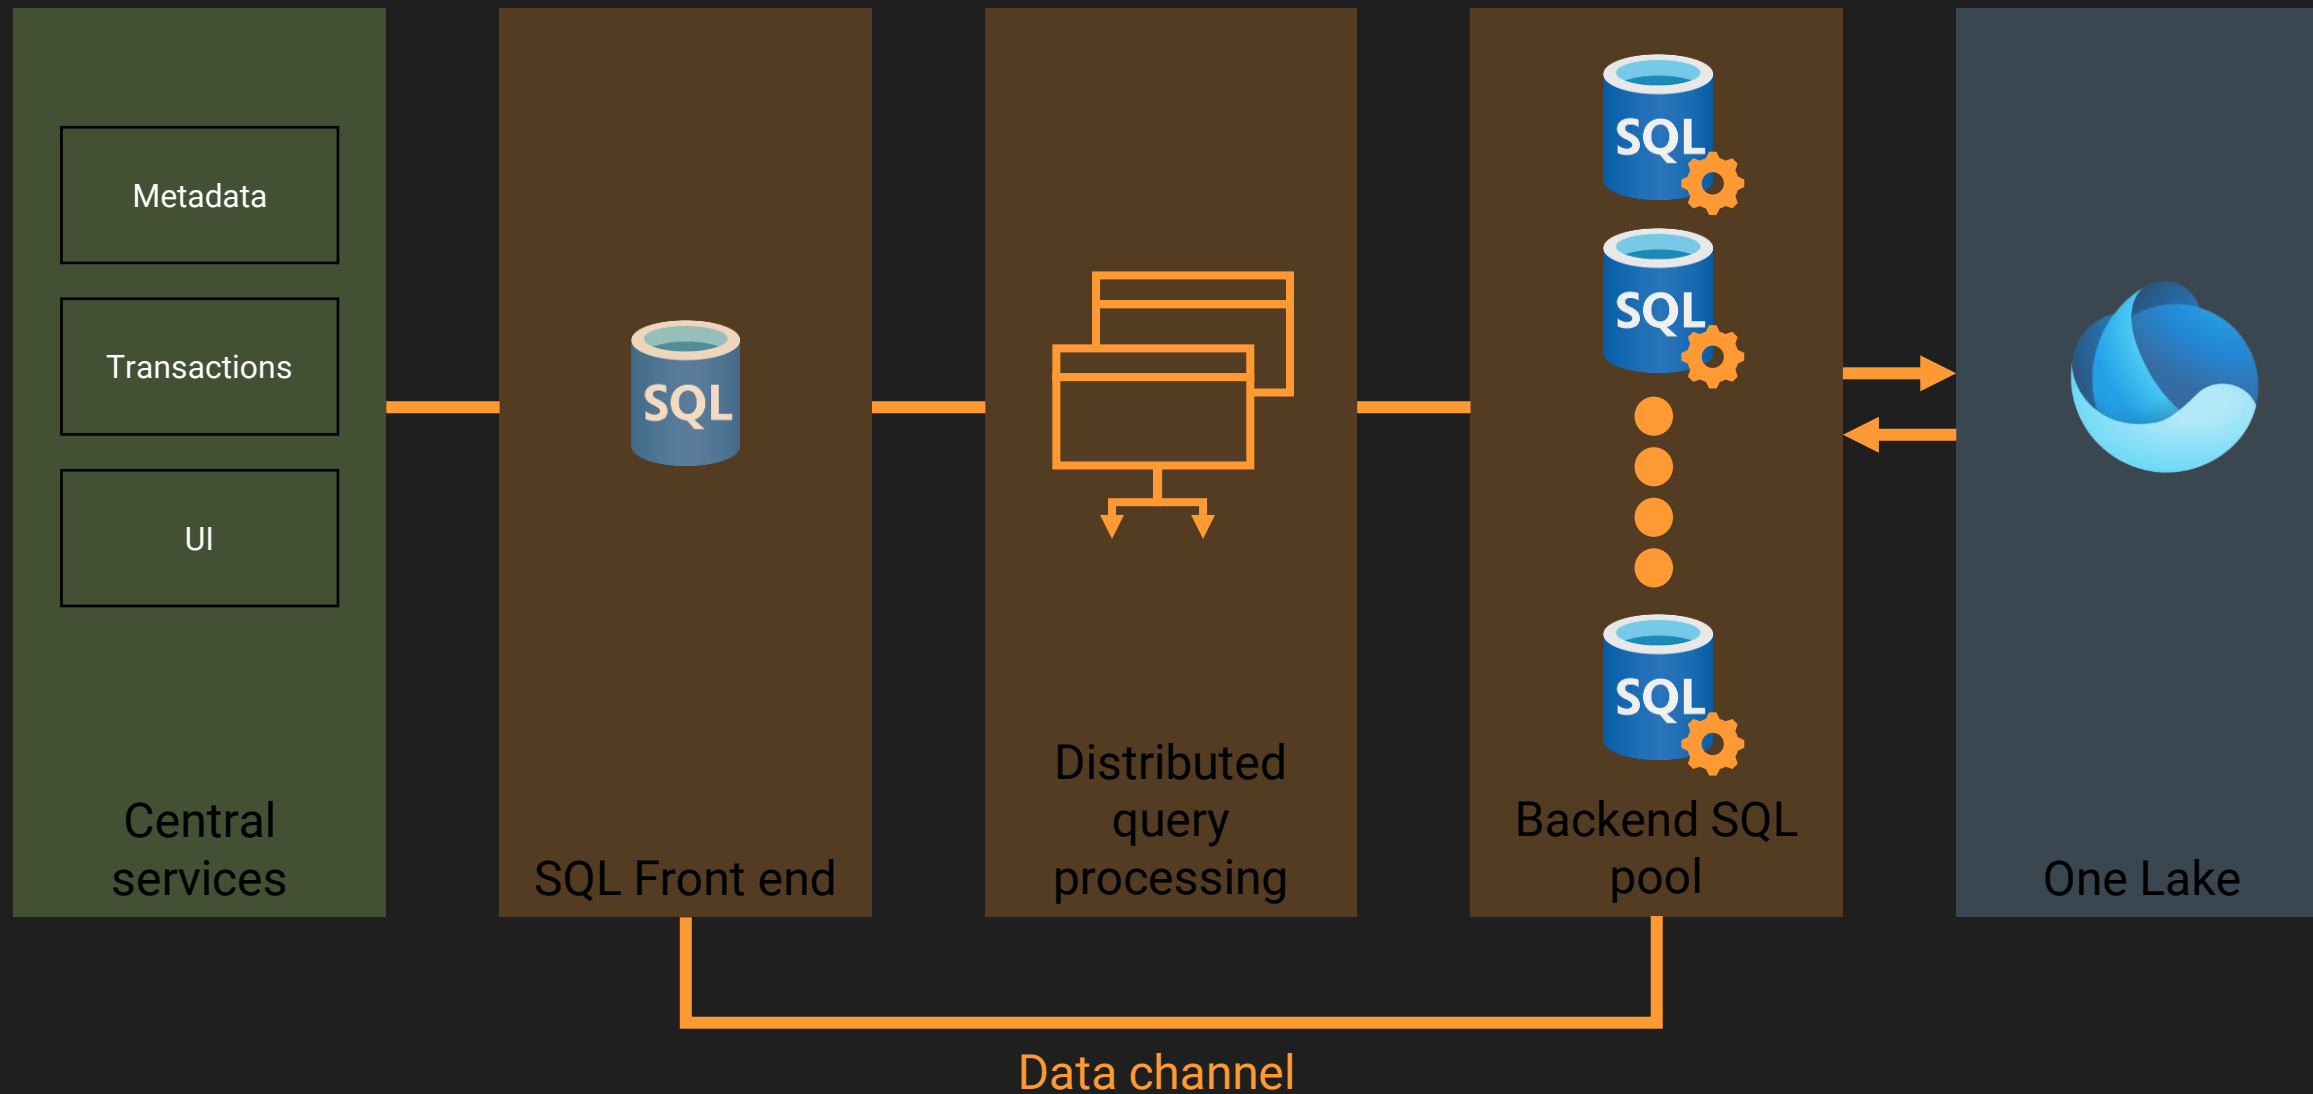 Metadata
Transactions
UI
Central
services
SQL
SQL Front end
Distributed
query
processing
SQL
SQL
SQL
Backend SQL
pool
One Lake
Data channel